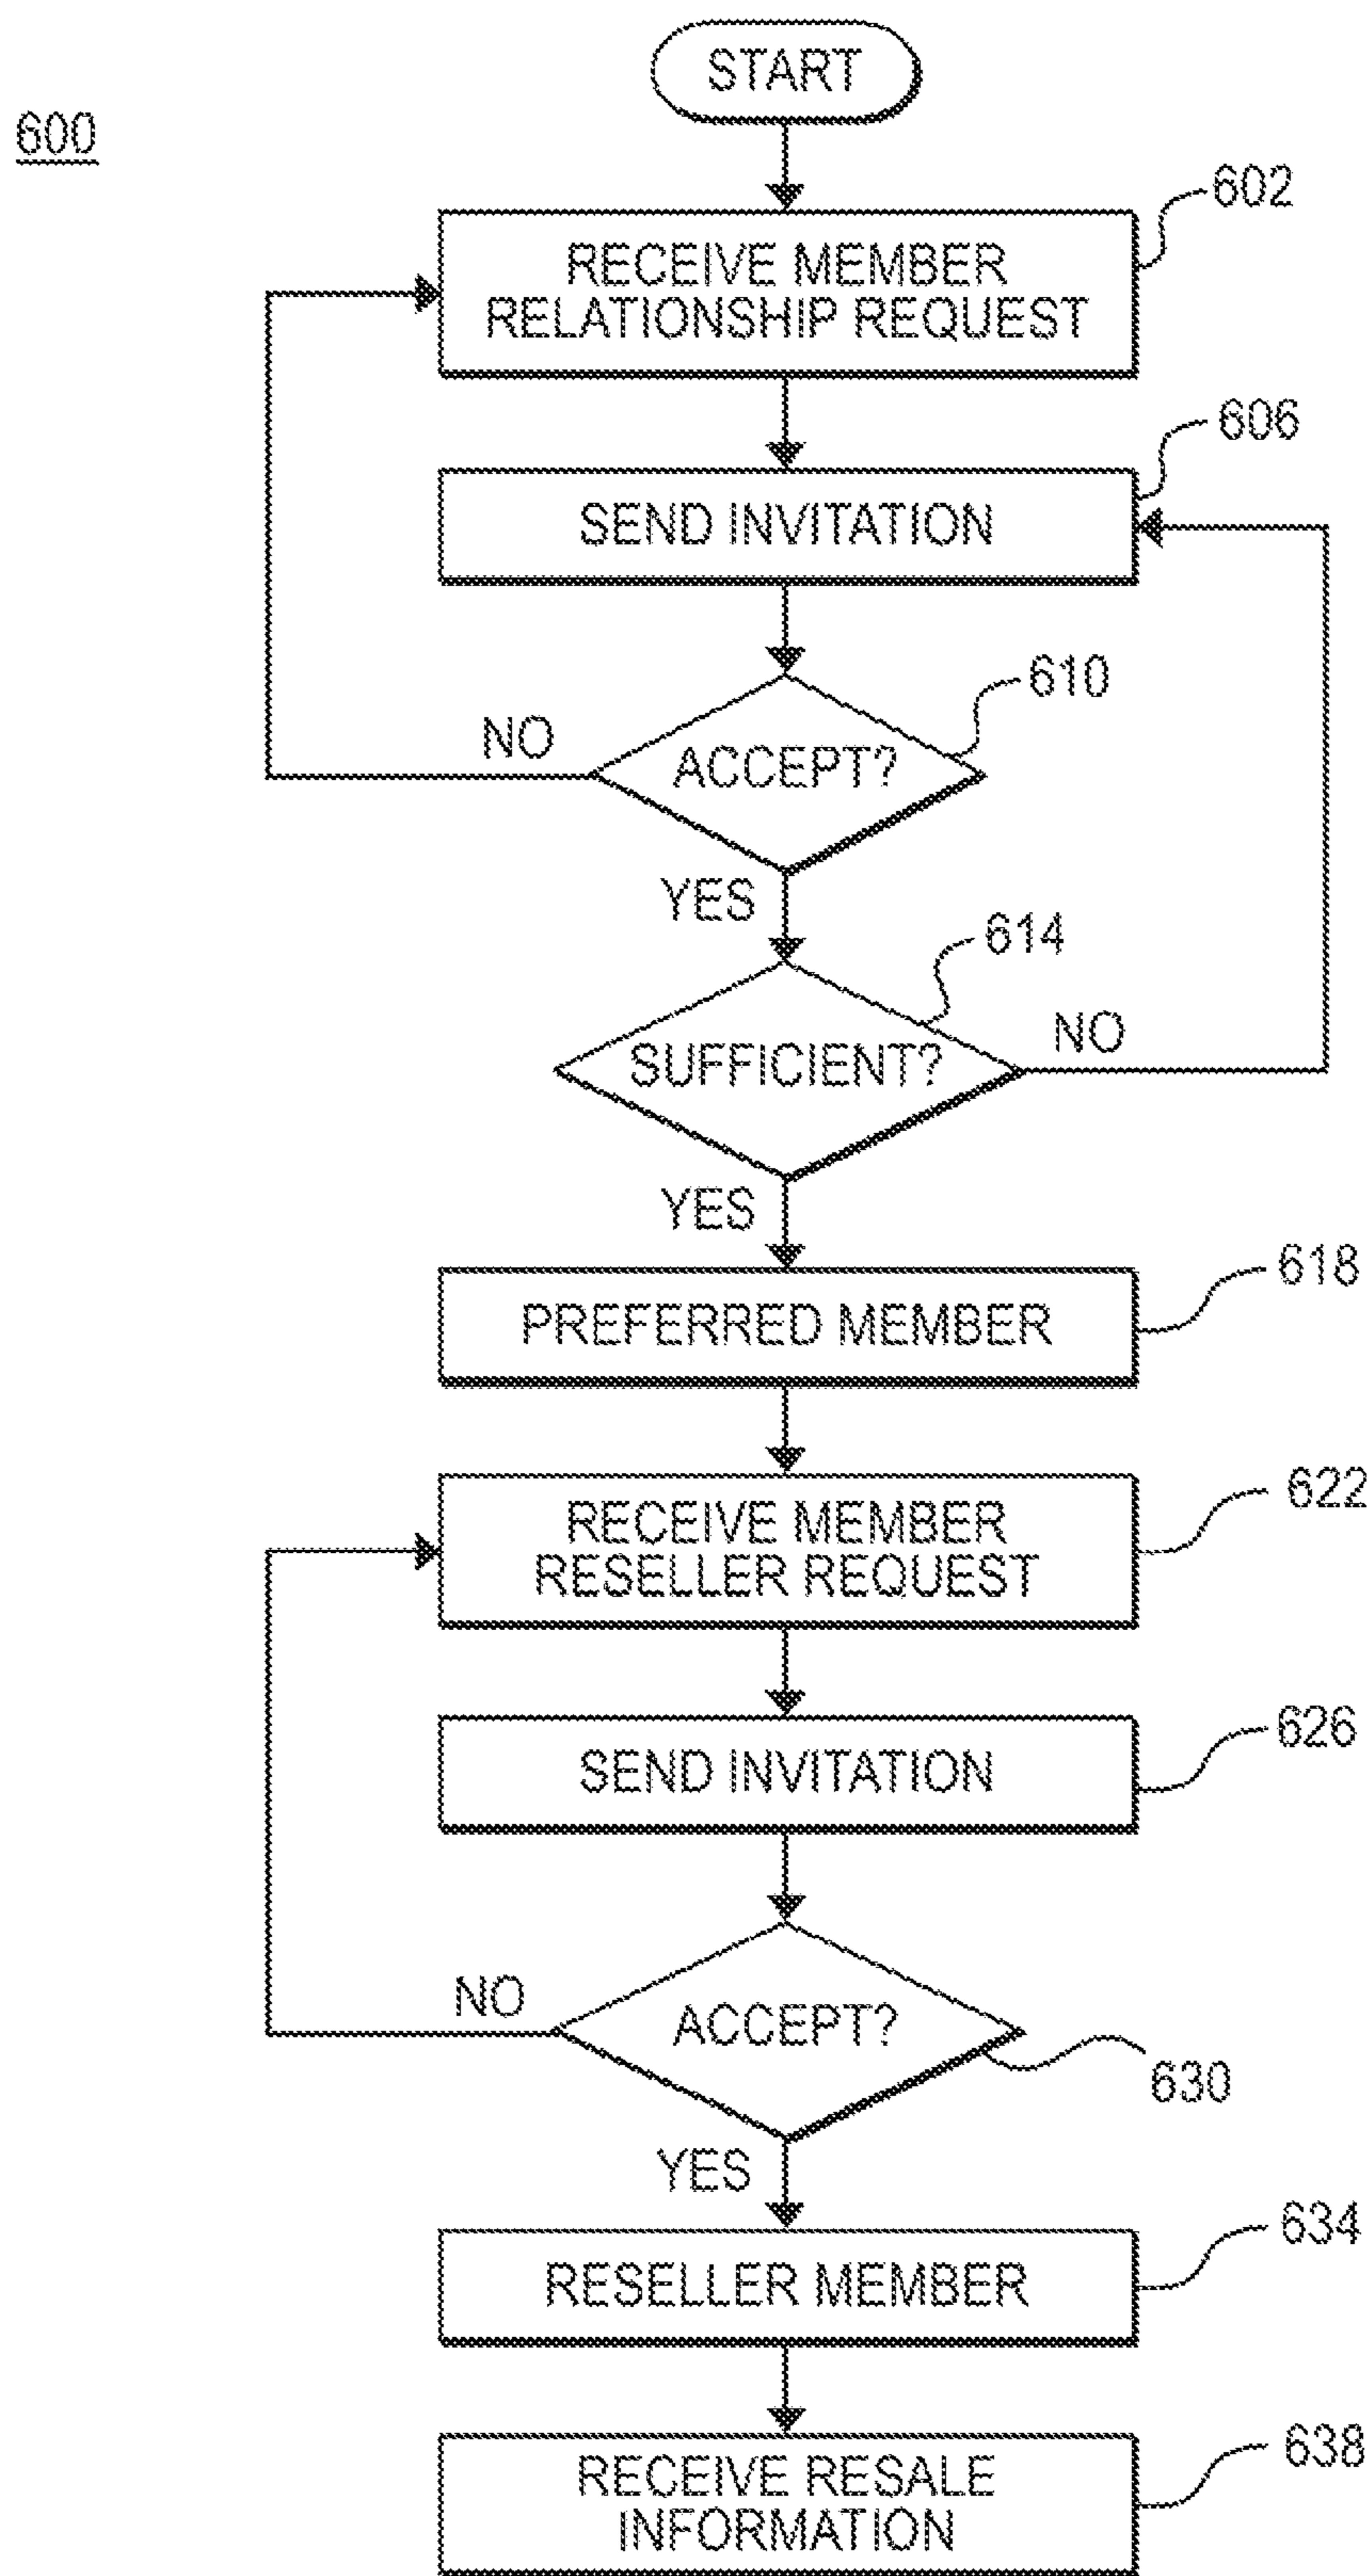 START
600
602
RECEIVE MEMBER
RELATIONSHIP REQUEST
606
SEND INVITATION
610
NO
ACCEPT?
YES
614
NO
SUFFICIENT?
YES
618
PREFERRED MEMBER
622
RECEIVE MEMBER
RESELLER REQUEST
626
SEND INVITATION
NO
ACCEPT?
630
YES
634
RESELLER MEMBER
638
RECEIVE RESALE
INFORMATION